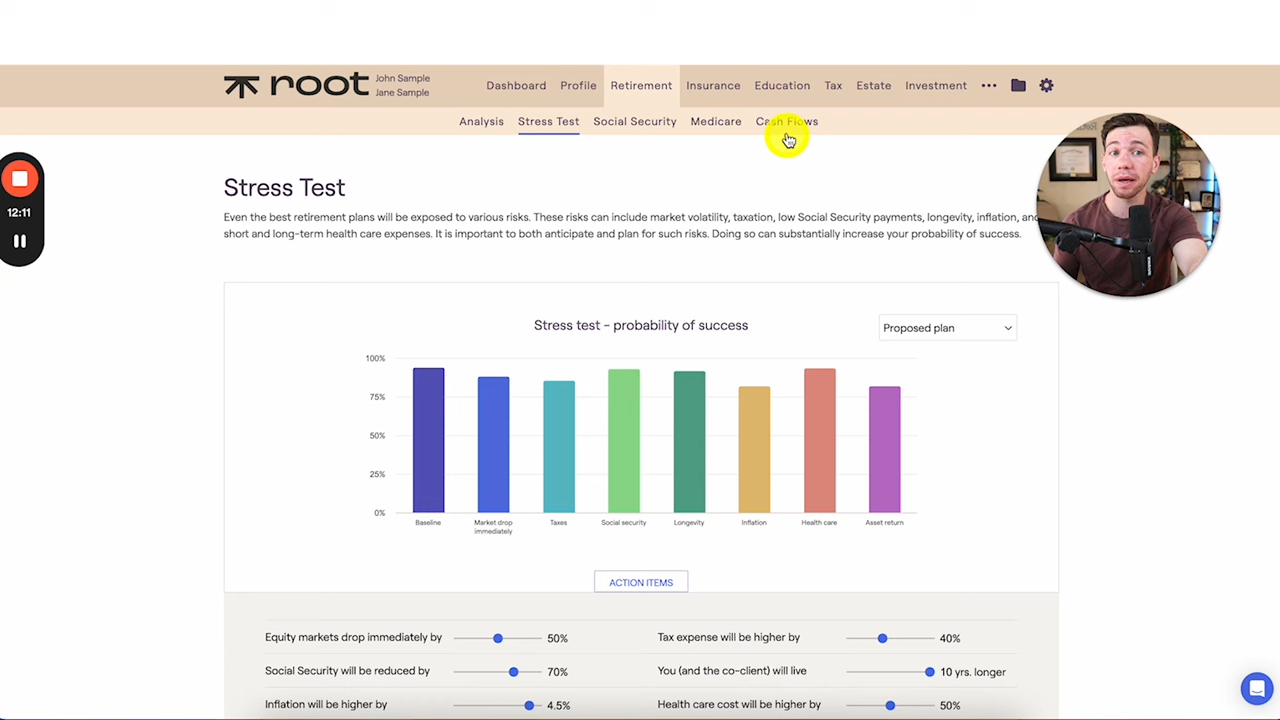 root
John Sample
Jane Sample
Dashboard Profile Retirement Insurance Education Tax Estate Investment
Analysis Stress Test Social Security Medicare Cash Flows
12:11
Stress Test
Even the best retirement plans will be exposed to various risks. These risks can include market volatility, taxation, low Social Security payments, longevity, inflation, and
short and long-term health care expenses. It is important to both anticipate and plan for such risks. Doing so can substantially increase your probability of success.
Stress test - probability of success
Proposed plan
100%
75%
50%
25%
0%
Baseline
Market drop
immediately
Taxes
Social security
Longevity
Inflation
Health care
Asset return
ACTION ITEMS
Equity markets drop immediately by 50%
Tax expense will be higher by 40%
Social Security will be reduced by 70%
You (and the co-client) will live 10 yrs. longer
Inflation will be higher by 4.5%
Health care cost will be higher by 50%